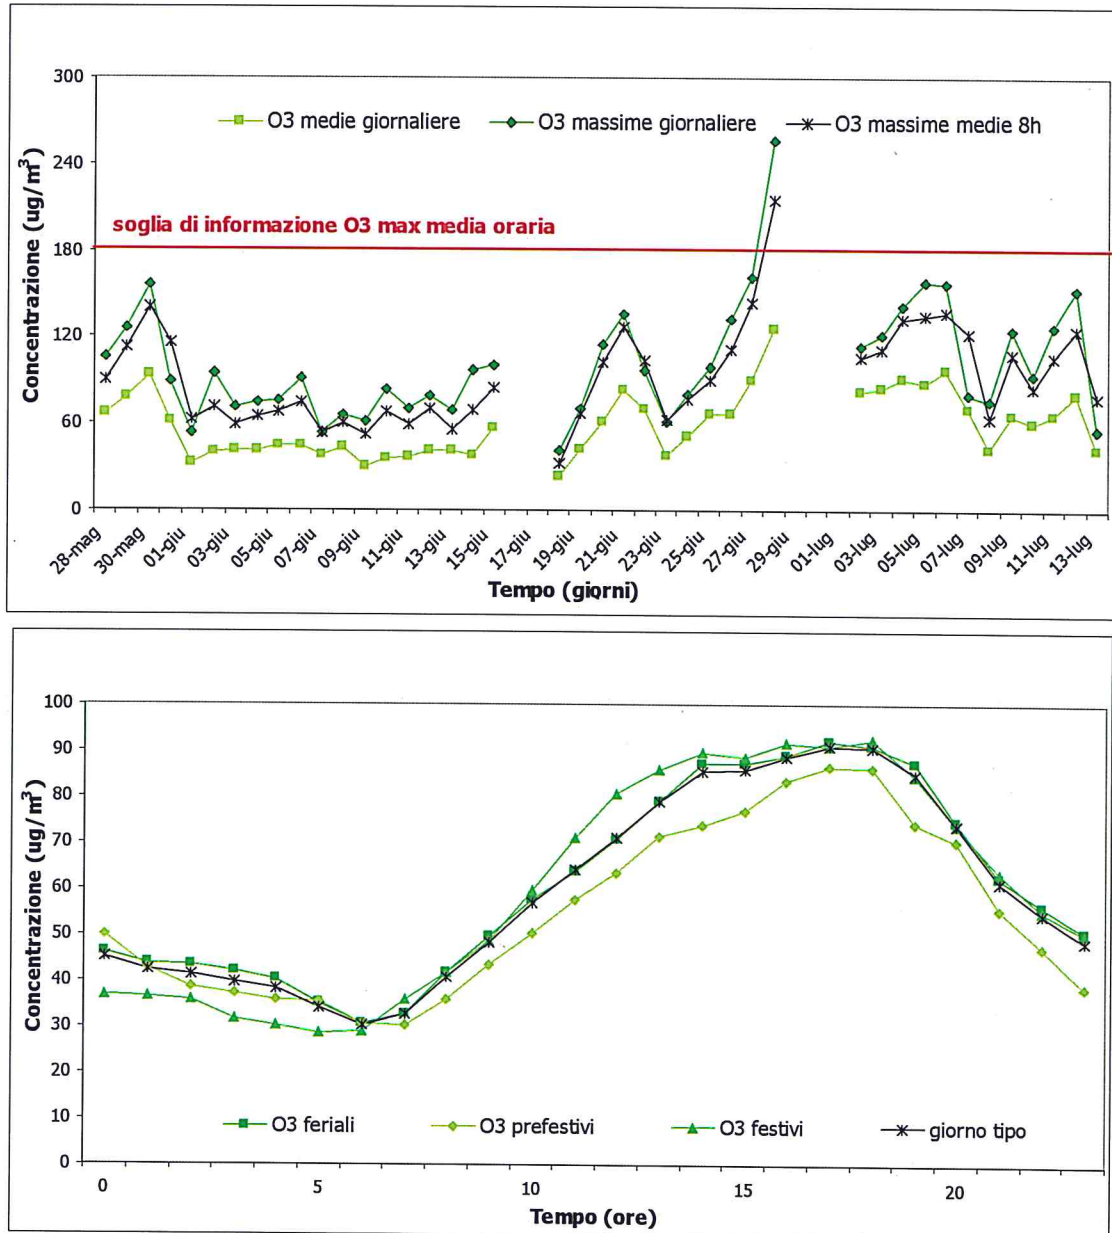 300
240
180
120
60
0
Concentrazione (ug/m³)
O3 medie giornaliere
O3 massime giornaliere
O3 massime medie 8h
soglia di informazione O3 max media oraria
28-mag
30-mag
01-giu
03-giu
05-giu
07-giu
09-giu
11-giu
13-giu
15-giu
17-giu
19-giu
21-giu
23-giu
25-giu
27-giu
29-giu
01-lug
03-lug
05-lug
07-lug
09-lug
11-lug
13-lug
Tempo (giorni)
100
90
80
70
60
50
40
30
20
10
0
Concentrazione (ug/m³)
O3 feriali
O3 prefestivi
O3 festivi
giorno tipo
0
5
10
15
20
Tempo (ore)